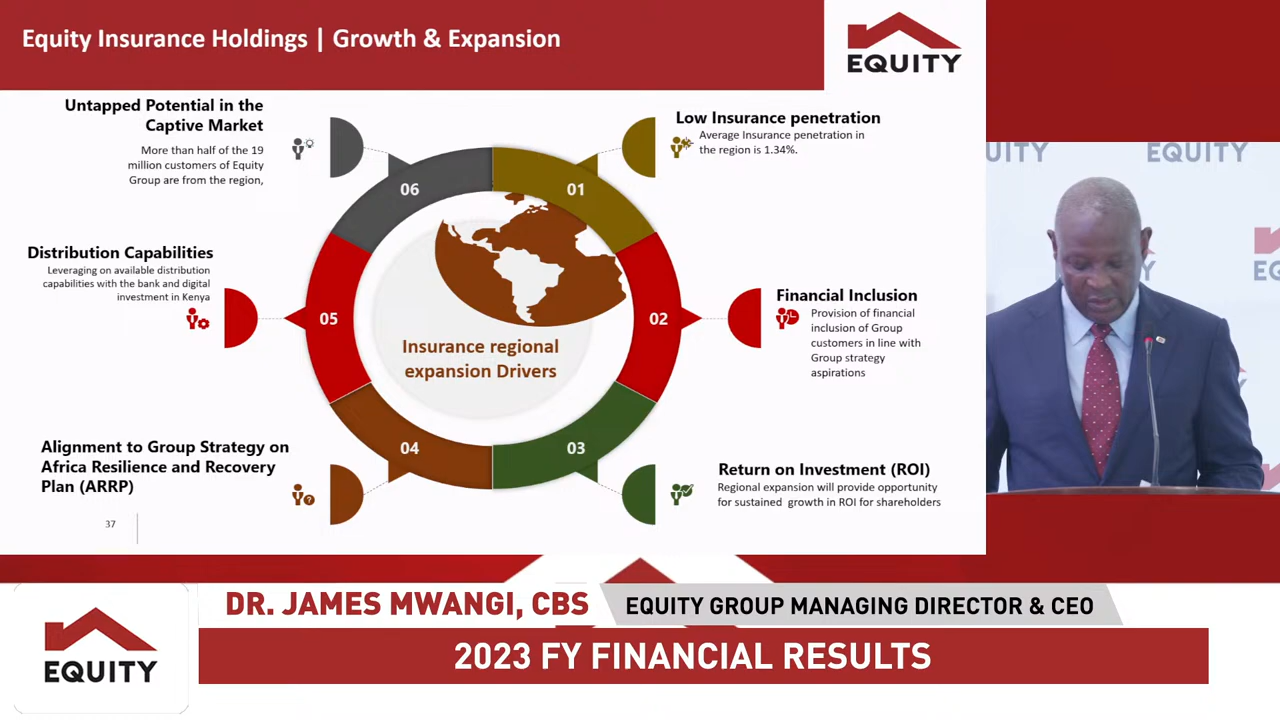 Equity Insurance Holdings | Growth & Expansion
EQUITY
Untapped Potential in the
Captive Market
More than half of the 19
million customers of Equity
Group are from the region,
Low Insurance penetration
Average Insurance penetration in
the region is 1.34%.
06
01
Distribution Capabilities
Leveraging on available distribution
capabilities with the bank and digital
investment in Kenya
05
02
Financial Inclusion
Provision of financial
inclusion of Group
customers in line with
Group strategy
aspirations
Insurance regional
expansion Drivers
Alignment to Group Strategy on
Africa Resilience and Recovery
Plan (ARRP)
04
03
Return on Investment (ROI)
Regional expansion will provide opportunity
for sustained growth in ROI for shareholders
37
UITY
EQUITY
EQ
EQUITY
DR. JAMES MWANGI, CBS
EQUITY GROUP MANAGING DIRECTOR & CEO
2023 FY FINANCIAL RESULTS